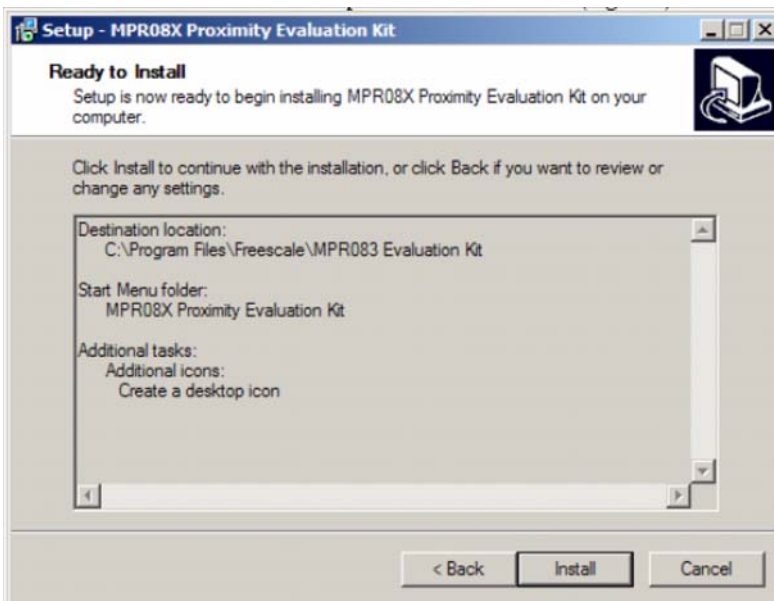 Setup - MPR08X Proximity Evaluation Kit
Ready to Install
Setup is now ready to begin installing MPR08X Proximity Evaluation Kit on your
computer.
Click Install to continue with the installation, or click Back if you want to review or
change any settings.
Destination location:
C:\Program Files\Freescale\MPR083 Evaluation Kit
Start Menu folder:
MPR08X Proximity Evaluation Kit
Additional tasks:
Additional icons:
Create a desktop icon
< Back
Install
Cancel